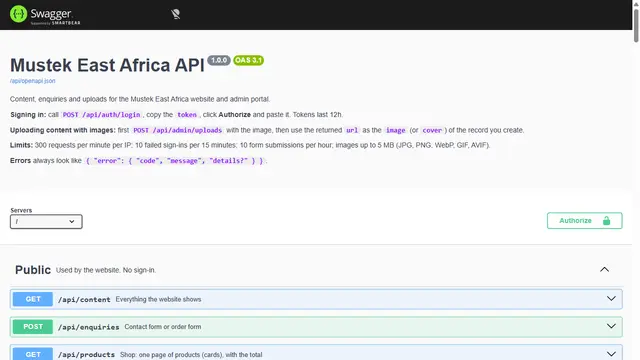 Swagger
Supported by SMARTBEAR
Mustek East Africa API 1.0.0 OAS 3.1
/api/openapi.json
Content, enquiries and uploads for the Mustek East Africa website and admin portal.
Signing in: call POST /api/auth/login, copy the token, click Authorize and paste it. Tokens last 12h.
Uploading content with images: first POST /api/admin/uploads with the image, then use the returned url as the image (or cover) of the record you create.
Limits: 300 requests per minute per IP; 10 failed sign-ins per 15 minutes; 10 form submissions per hour; images up to 5 MB (JPG, PNG, WebP, GIF, AVIF).
Errors always look like { "error": { "code", "message", "details?" } }.
Servers
/
Authorize
Public Used by the website. No sign-in.
GET /api/content Everything the website shows
POST /api/enquiries Contact form or order form
GET /api/products Shop: one page of products (cards), with the total